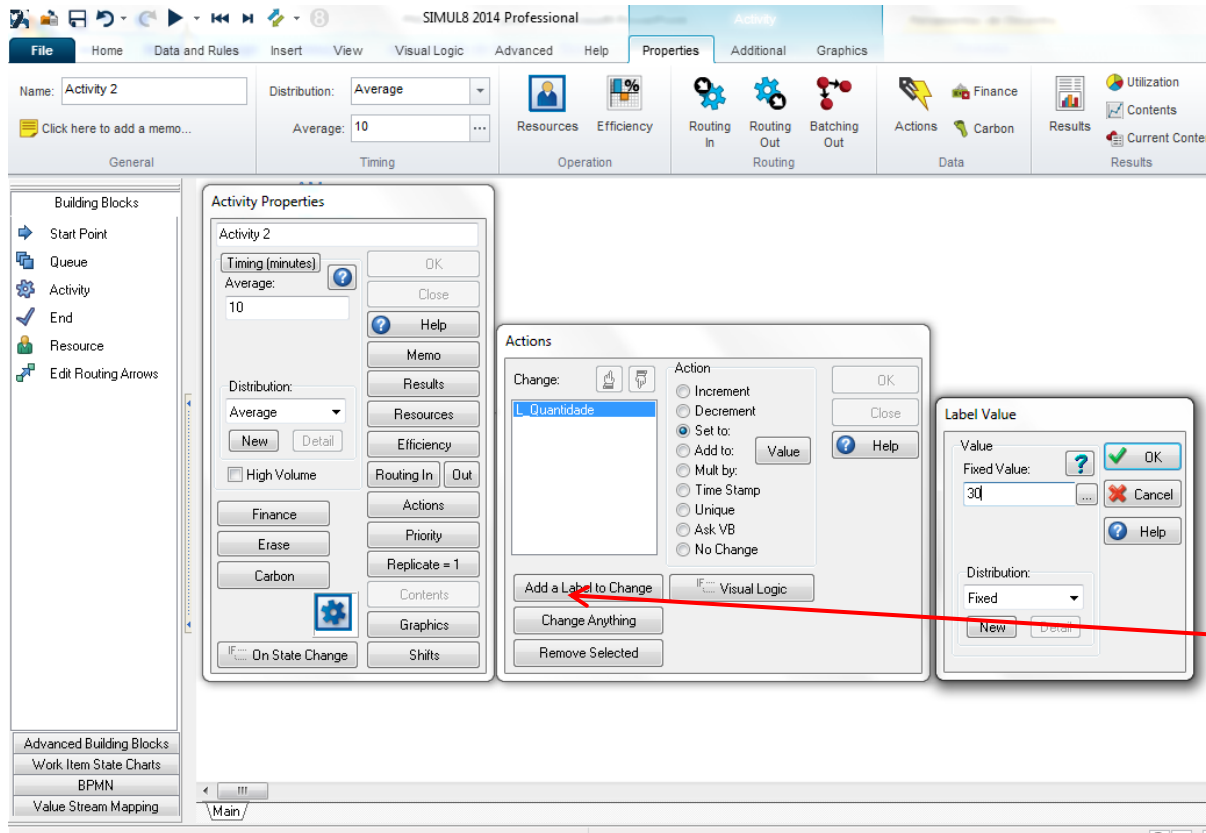 SIMUL8 2014 Professional
Activity
File Home Data and Rules Insert View Visual Logic Advanced Help Properties Additional Graphics
Name: Activity 2
Click here to add a memo...
General
Distribution: Average
Average: 10 ...
Timing
Resources Efficiency
Operation
Routing In
Routing Out
Batching Out
Routing
Actions
Finance
Carbon
Data
Results
Utilization
Contents
Current Conte
Results
Building Blocks
Start Point
Queue
Activity
End
Resource
Edit Routing Arrows
Advanced Building Blocks
Work Item State Charts
BPMN
Value Stream Mapping
Activity Properties
Activity 2
Timing (minutes)
Average:
10
Distribution:
Average
New Detail
High Volume
Finance
Erase
Carbon
IF On State Change
OK
Close
Help
Memo
Results
Resources
Efficiency
Routing In Out
Actions
Priority
Replicate = 1
Contents
Graphics
Shifts
Actions
Change:
L_Quantidade
Action
Increment
Decrement
Set to:
Add to:
Mult by:
Time Stamp
Unique
Ask VB
No Change
Value
OK
Close
Help
Add a Label to Change
IF Visual Logic
Change Anything
Remove Selected
Label Value
Value
Fixed Value:
30
...
OK
Cancel
Help
Distribution:
Fixed
New Detail
Main